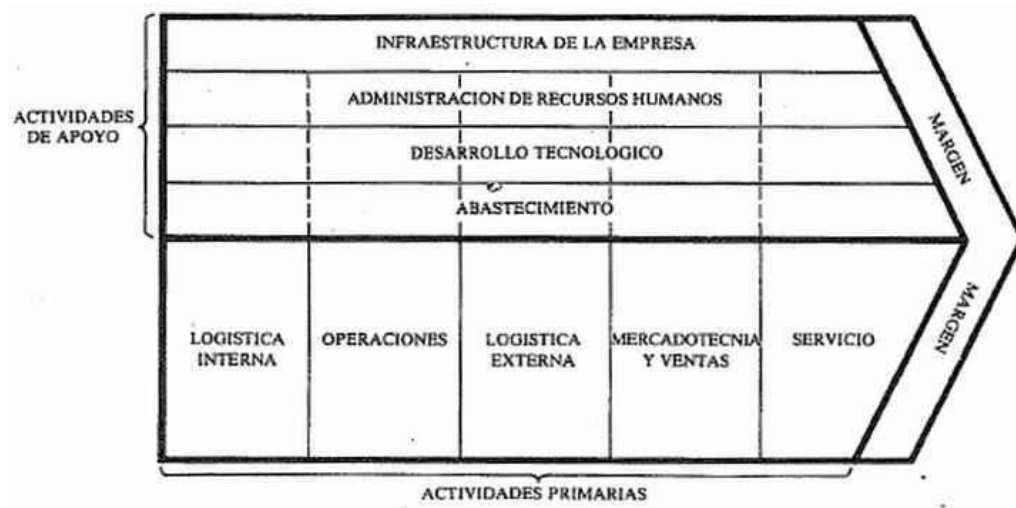 INFRAESTRUCTURA DE LA EMPRESA
ADMINISTRACION DE RECURSOS HUMANOS
ACTIVIDADES
DE APOYO
DESARROLLO TECNOLOGICO
ABASTECIMIENTO
MARGEN
LOGISTICA
INTERNA
OPERACIONES
LOGISTICA
EXTERNA
MERCADOTECNIA
Y VENTAS
SERVICIO
MARGEN
ACTIVIDADES PRIMARIAS